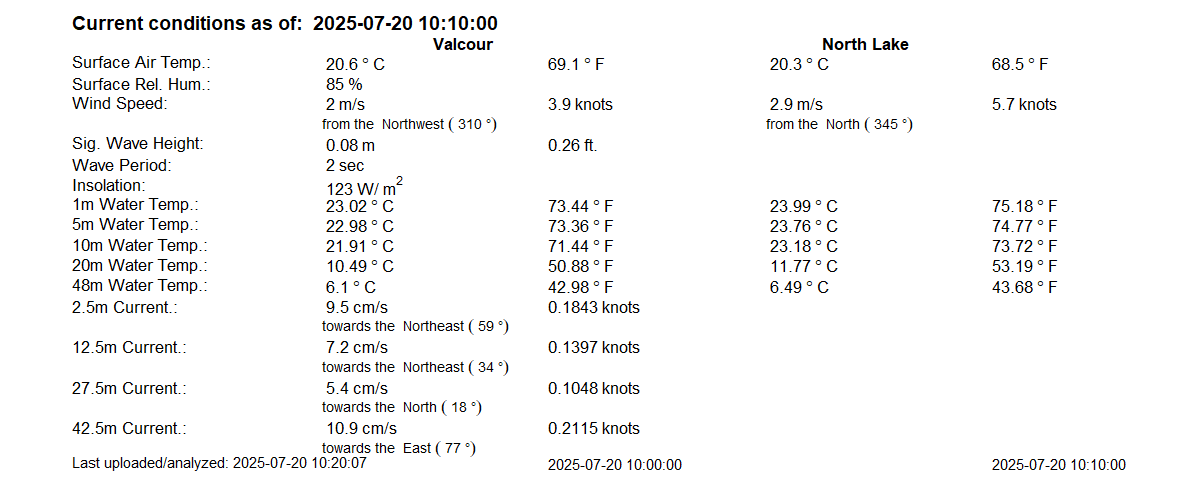 Current conditions as of: 2025-07-20 10:10:00
Valcour North Lake
Surface Air Temp.: 20.6 ° C 69.1 ° F 20.3 ° C 68.5 ° F
Surface Rel. Hum.: 85 %
Wind Speed: 2 m/s 3.9 knots 2.9 m/s 5.7 knots
from the Northwest ( 310 °) from the North ( 345 °)
Sig. Wave Height: 0.08 m 0.26 ft.
Wave Period: 2 sec
Insolation: 123 W/ m2
1m Water Temp.: 23.02 ° C 73.44 ° F 23.99 ° C 75.18 ° F
5m Water Temp.: 22.98 ° C 73.36 ° F 23.76 ° C 74.77 ° F
10m Water Temp.: 21.91 ° C 71.44 ° F 23.18 ° C 73.72 ° F
20m Water Temp.: 10.49 ° C 50.88 ° F 11.77 ° C 53.19 ° F
48m Water Temp.: 6.1 ° C 42.98 ° F 6.49 ° C 43.68 ° F
2.5m Current.: 9.5 cm/s 0.1843 knots
towards the Northeast ( 59 °)
12.5m Current.: 7.2 cm/s 0.1397 knots
towards the Northeast ( 34 °)
27.5m Current.: 5.4 cm/s 0.1048 knots
towards the North ( 18 °)
42.5m Current.: 10.9 cm/s 0.2115 knots
towards the East ( 77 °)
Last uploaded/analyzed: 2025-07-20 10:20:07 2025-07-20 10:00:00 2025-07-20 10:10:00